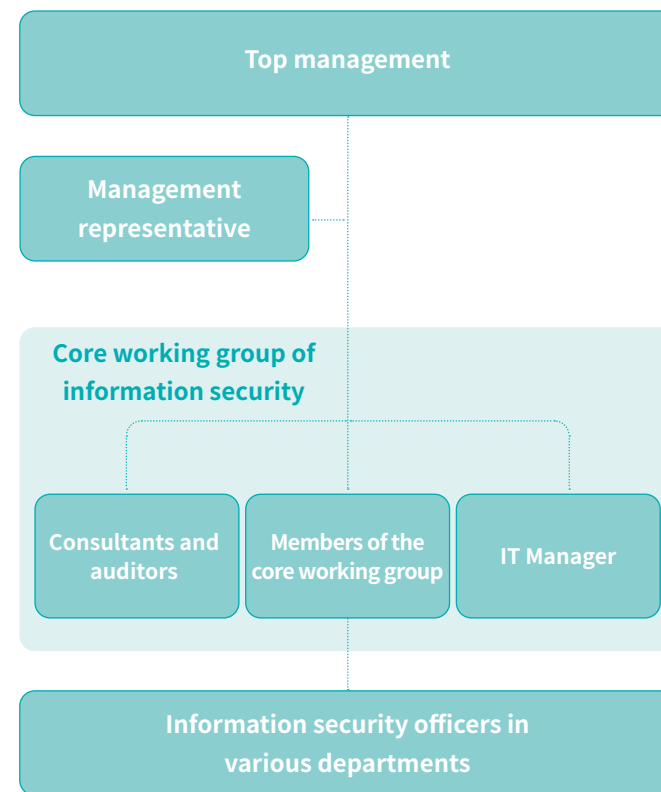 Top management
Management
representative
Core working group of
information security
Consultants and
auditors
Members of the
core working group
IT Manager
Information security officers in
various departments